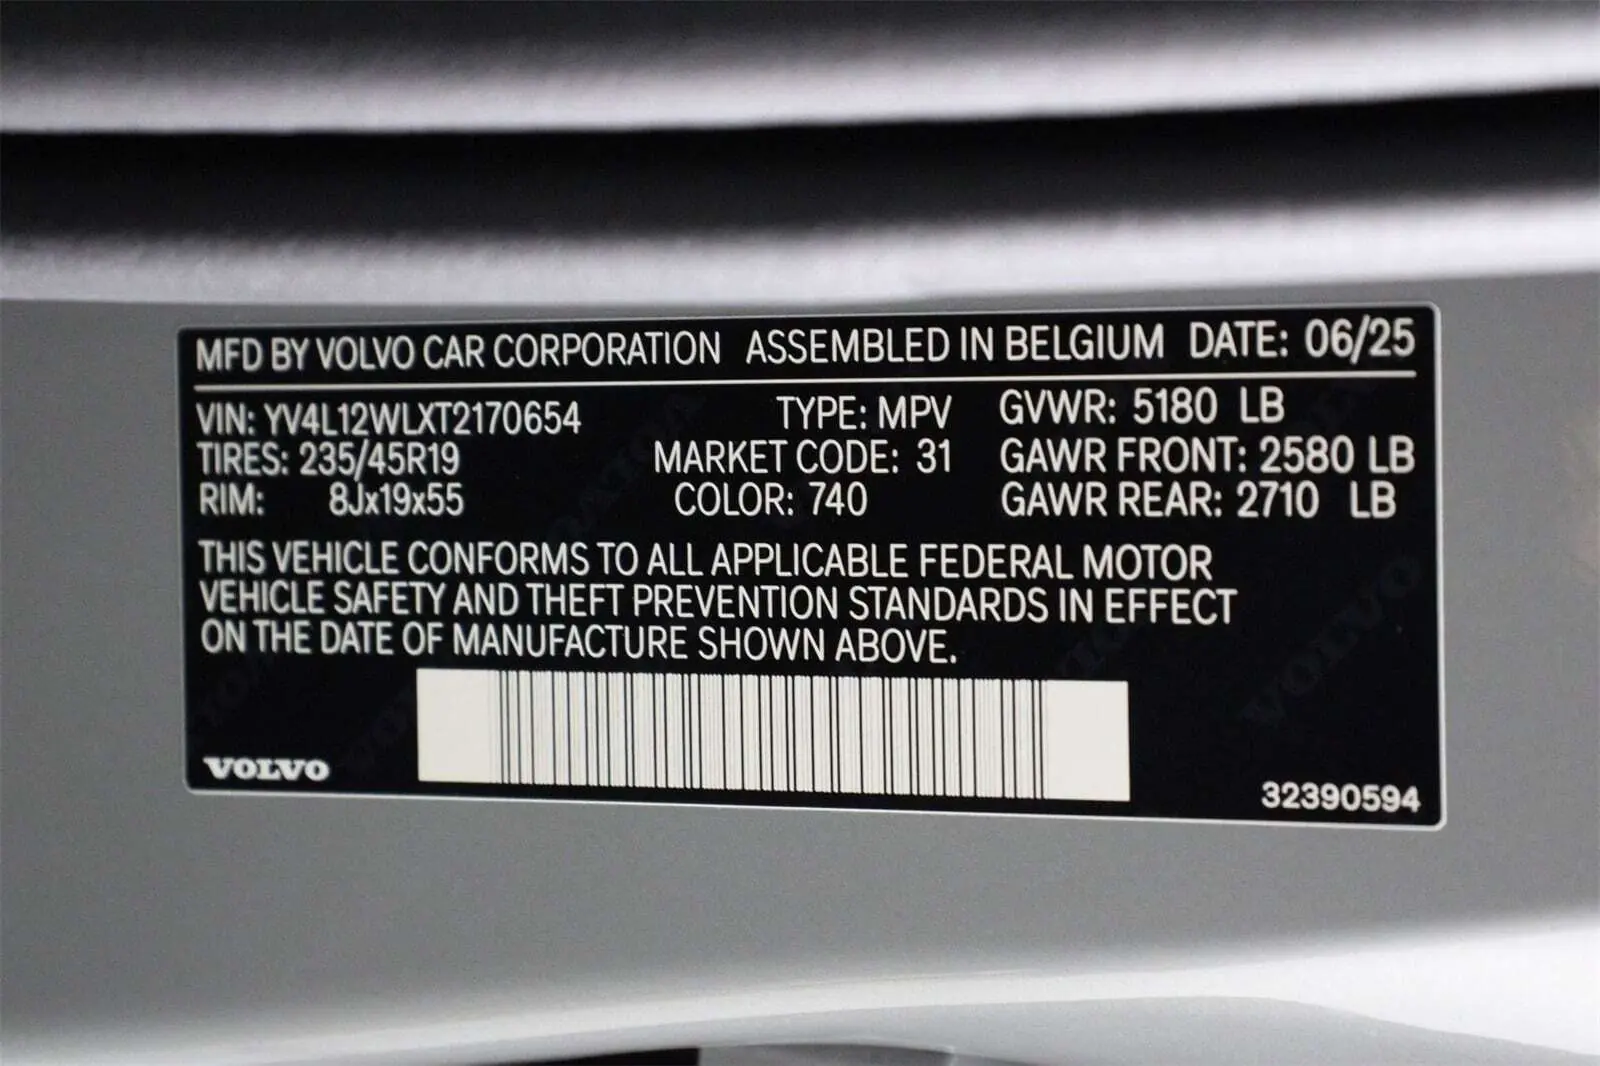 MFD BY VOLVO CAR CORPORATION ASSEMBLED IN BELGIUM DATE: 06/25
VIN: YV4L12WLXT2170654 TYPE: MPV GVWR: 5180 LB
TIRES: 235/45R19 MARKET CODE: 31 GAWR FRONT: 2580 LB
RIM: 8Jx19x55 COLOR: 740 GAWR REAR: 2710 LB
THIS VEHICLE CONFORMS TO ALL APPLICABLE FEDERAL MOTOR
VEHICLE SAFETY AND THEFT PREVENTION STANDARDS IN EFFECT
ON THE DATE OF MANUFACTURE SHOWN ABOVE.
VOLVO
32390594